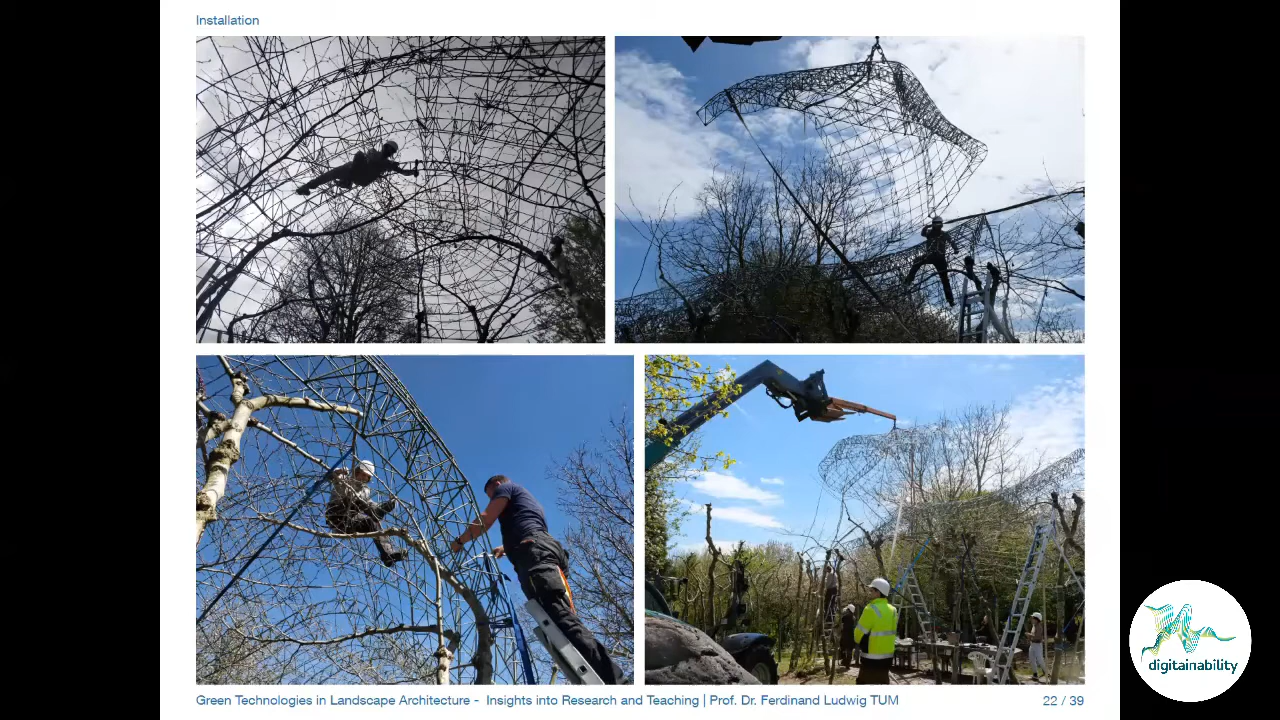 Installation
Green Technologies in Landscape Architecture - Insights into Research and Teaching | Prof. Dr. Ferdinand Ludwig TUM
22 / 39
digitainability